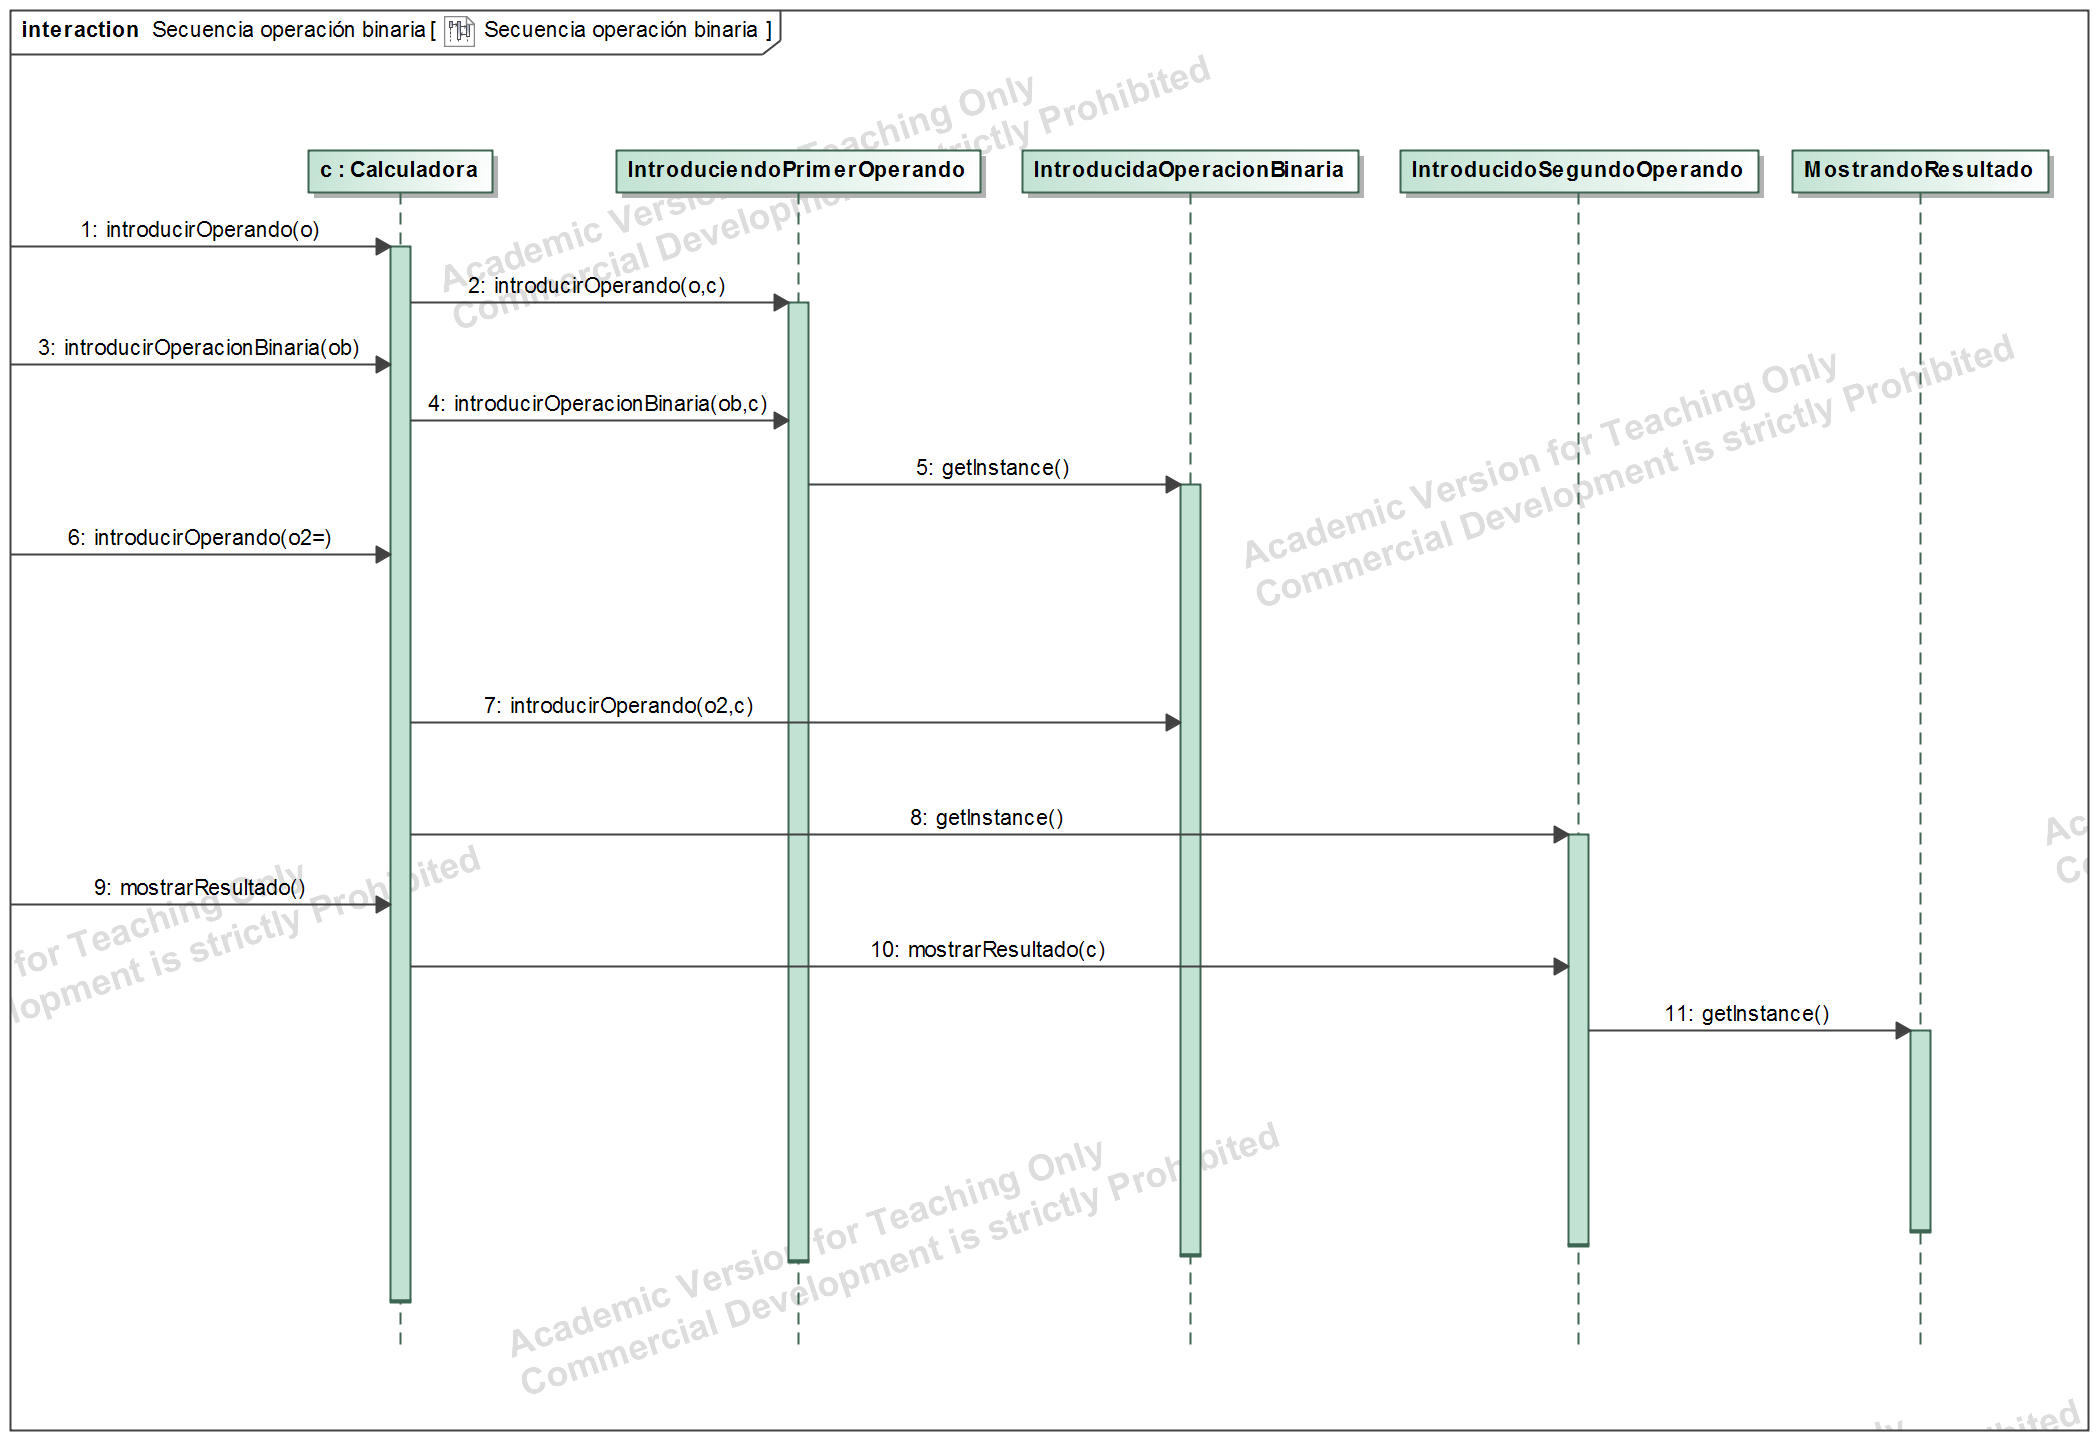 interaction Secuencia operación binaria [ Secuencia operación binaria ]
c : Calculadora
IntroduciendoPrimerOperando
IntroducidaOperacionBinaria
IntroducidoSegundoOperando
MostrandoResultado
1: introducirOperando(o)
2: introducirOperando(o,c)
3: introducirOperacionBinaria(ob)
4: introducirOperacionBinaria(ob,c)
5: getInstance()
6: introducirOperando(o2=)
7: introducirOperando(o2,c)
8: getInstance()
9: mostrarResultado()
10: mostrarResultado(c)
11: getInstance()
Academic Version for Teaching Only
Commercial Development is strictly Prohibited
Academic Version for Teaching Only
Commercial Development is strictly Prohibited
for Teaching Only
is strictly Prohibited
Academic Version for Teaching Only
Commercial Development is strictly Prohibited